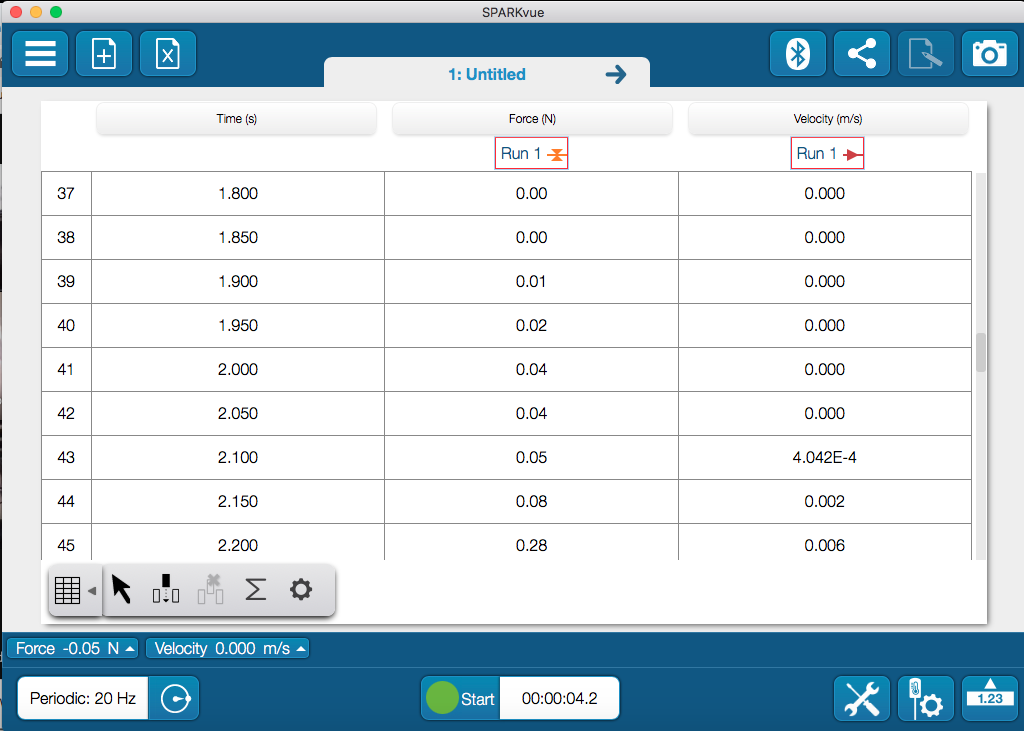 SPARKvue
1: Untitled
Time (s) Force (N) Velocity (m/s)
Run 1 Run 1
37 1.800 0.00 0.000
38 1.850 0.00 0.000
39 1.900 0.01 0.000
40 1.950 0.02 0.000
41 2.000 0.04 0.000
42 2.050 0.04 0.000
43 2.100 0.05 4.042E-4
44 2.150 0.08 0.002
45 2.200 0.28 0.006
Force -0.05 N Velocity 0.000 m/s
Periodic: 20 Hz Start 00:00:04.2 1.23